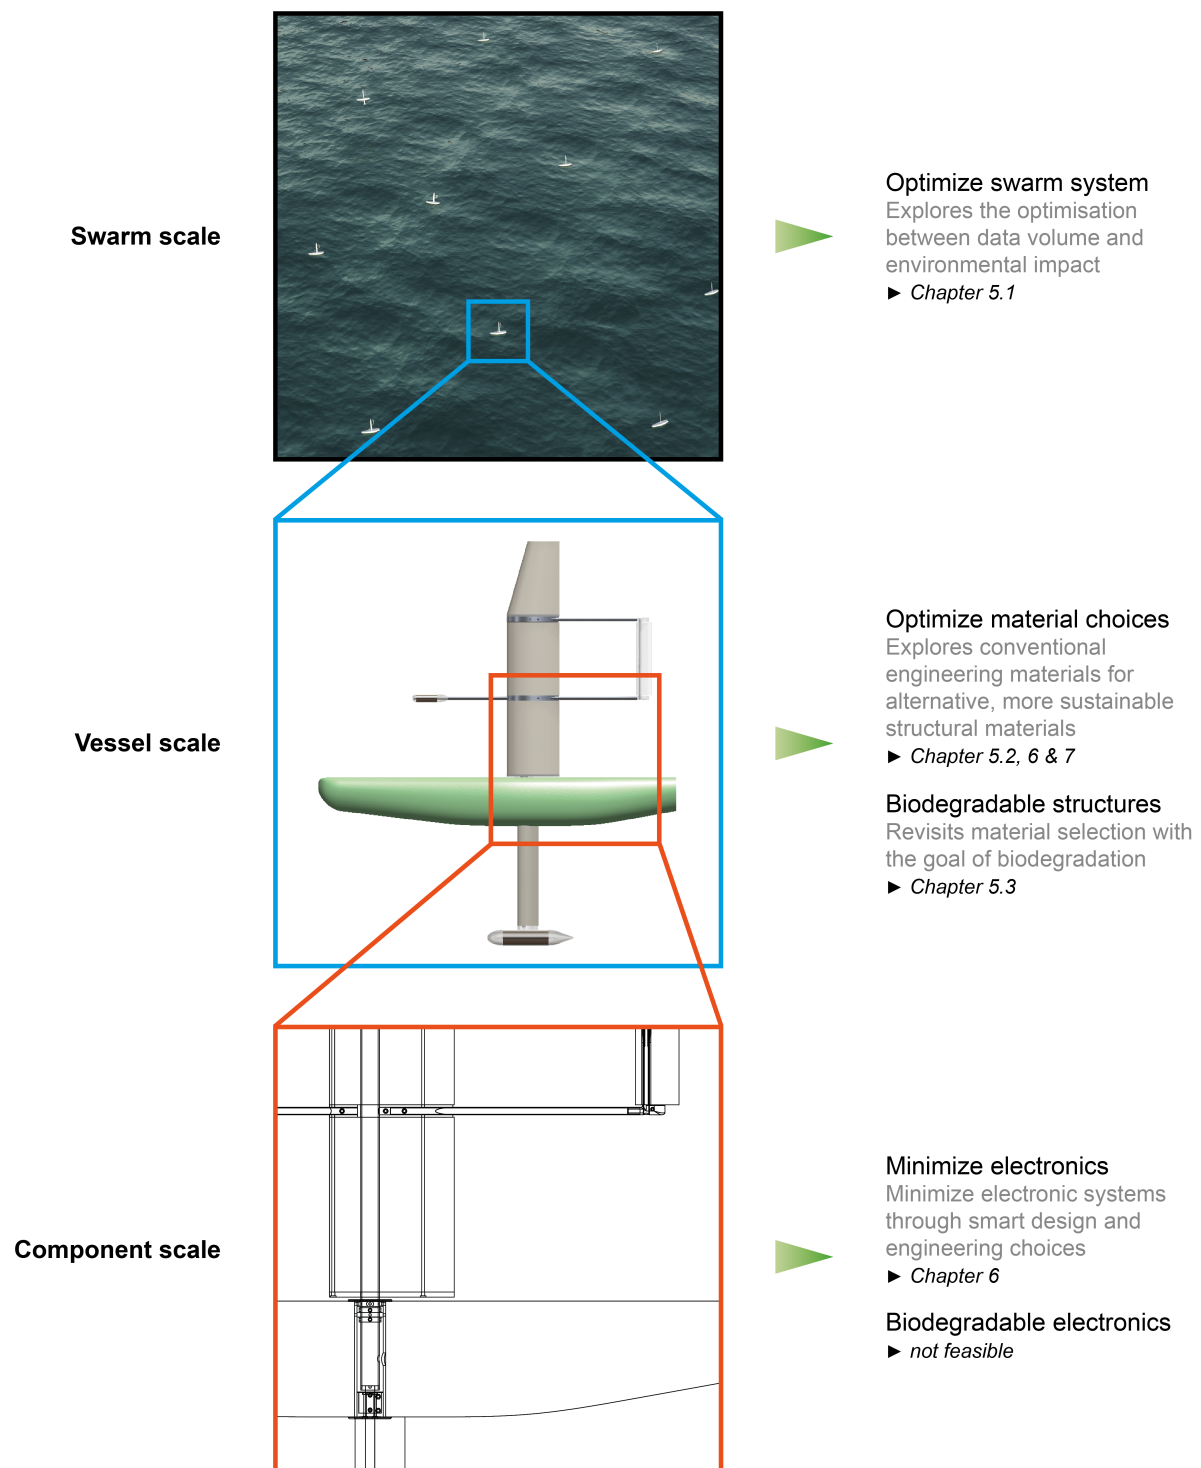 Swarm scale
Optimize swarm system
Explores the optimisation
between data volume and
environmental impact
► Chapter 5.1
Vessel scale
Optimize material choices
Explores conventional
engineering materials for
alternative, more sustainable
structural materials
► Chapter 5.2, 6 & 7
Biodegradable structures
Revisits material selection with
the goal of biodegradation
► Chapter 5.3
Component scale
Minimize electronics
Minimize electronic systems
through smart design and
engineering choices
► Chapter 6
Biodegradable electronics
► not feasible